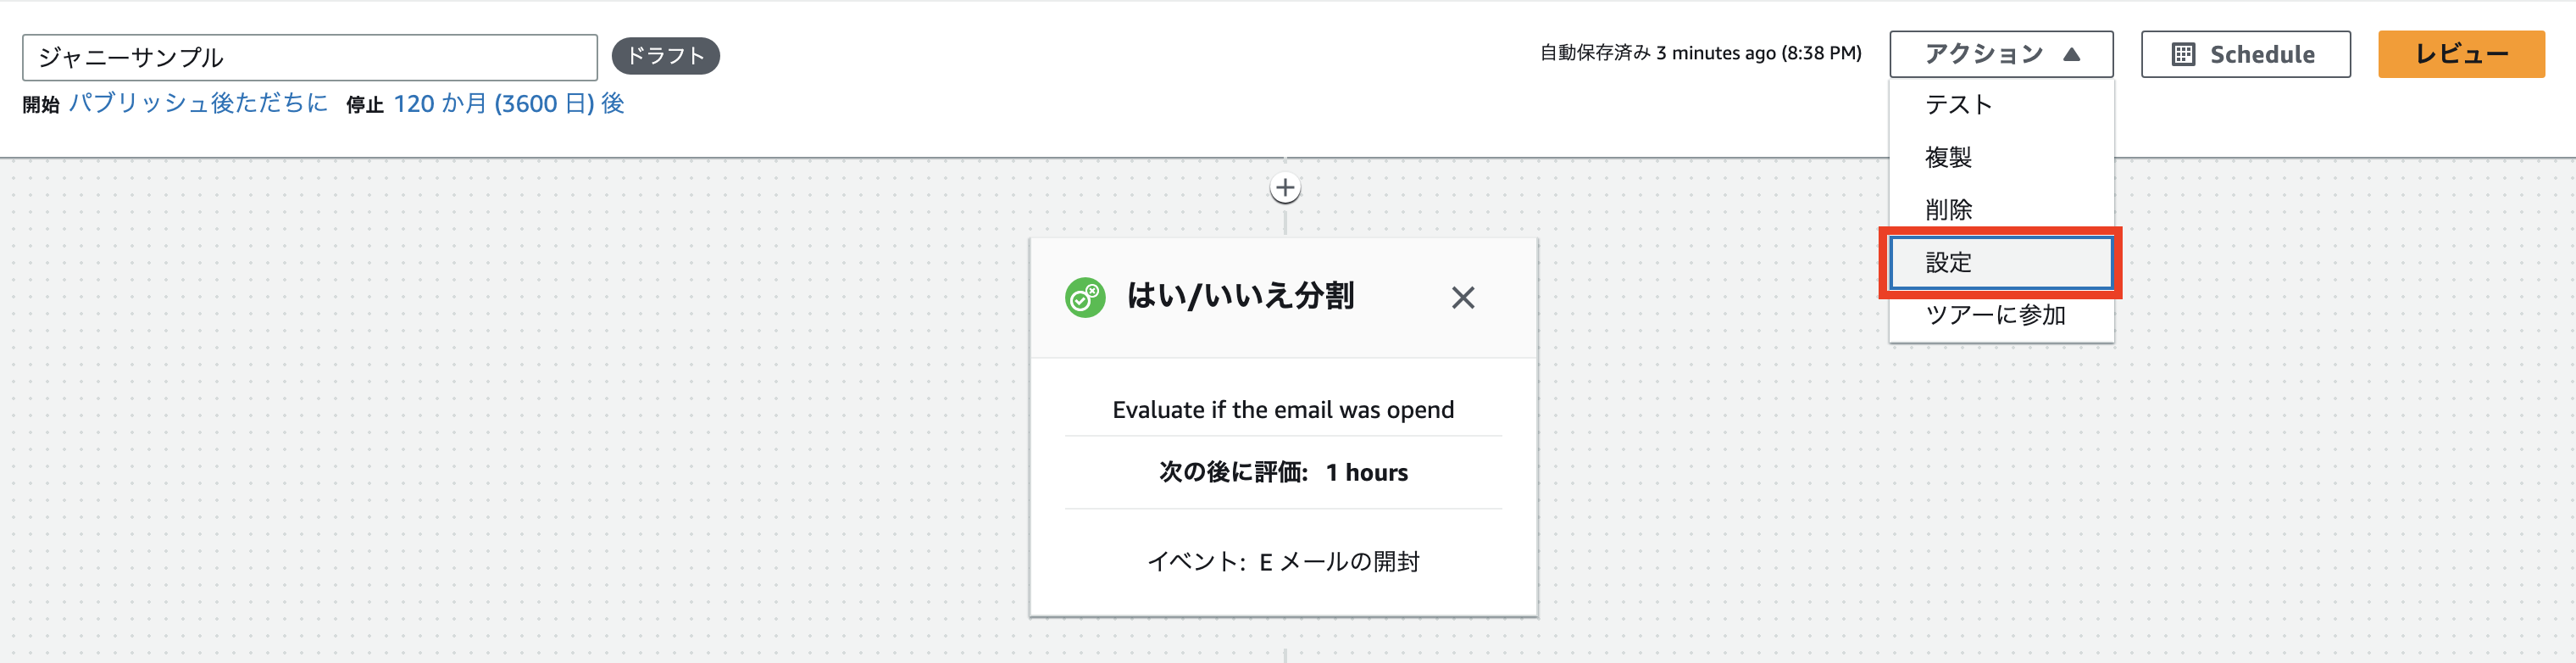 ジャニーサンプル
ドラフト
自動保存済み 3 minutes ago (8:38 PM)
アクション
Schedule
レビュー
開始 パブリッシュ後ただちに 停止 120 か月 (3600 日) 後
テスト
複製
削除
設定
ツアーに参加
はい/いいえ分割
Evaluate if the email was opend
次の後に評価: 1 hours
イベント: E メールの開封